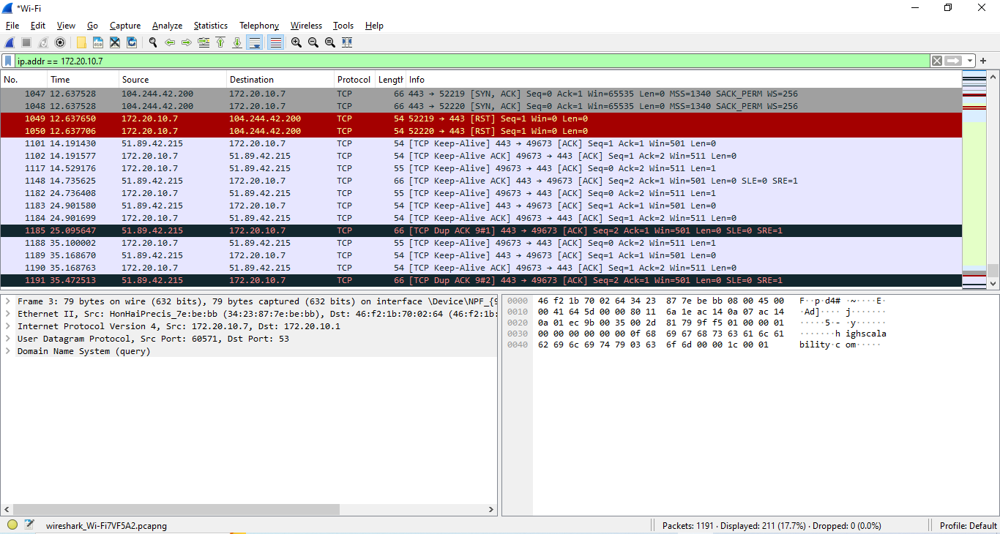 *Wi-Fi
File Edit View Go Capture Analyze Statistics Telephony Wireless Tools Help
ip.addr == 172.20.10.7
No. Time Source Destination Protocol Length Info
1047 12.637528 104.244.42.200 172.20.10.7 TCP 66 443 → 52219 [SYN, ACK] Seq=0 Ack=1 Win=65535 Len=0 MSS=1340 SACK_PERM WS=256
1048 12.637528 104.244.42.200 172.20.10.7 TCP 66 443 → 52220 [SYN, ACK] Seq=0 Ack=1 Win=65535 Len=0 MSS=1340 SACK_PERM WS=256
1049 12.637650 172.20.10.7 104.244.42.200 TCP 54 52219 → 443 [RST] Seq=1 Win=0 Len=0
1050 12.637706 172.20.10.7 104.244.42.200 TCP 54 52220 → 443 [RST] Seq=1 Win=0 Len=0
1101 14.191430 51.89.42.215 172.20.10.7 TCP 54 [TCP Keep-Alive] 443 → 49673 [ACK] Seq=1 Ack=1 Win=501 Len=0
1102 14.191577 172.20.10.7 51.89.42.215 TCP 54 [TCP Keep-Alive ACK] 49673 → 443 [ACK] Seq=1 Ack=2 Win=511 Len=0
1117 14.529176 172.20.10.7 51.89.42.215 TCP 55 [TCP Keep-Alive] 49673 → 443 [ACK] Seq=0 Ack=2 Win=511 Len=1
1148 14.735625 51.89.42.215 172.20.10.7 TCP 66 [TCP Keep-Alive ACK] 443 → 49673 [ACK] Seq=2 Ack=1 Win=501 Len=0 SLE=0 SRE=1
1182 24.736408 172.20.10.7 51.89.42.215 TCP 55 [TCP Keep-Alive] 49673 → 443 [ACK] Seq=0 Ack=2 Win=511 Len=1
1183 24.901580 51.89.42.215 172.20.10.7 TCP 54 [TCP Keep-Alive] 443 → 49673 [ACK] Seq=1 Ack=1 Win=501 Len=0
1184 24.901699 172.20.10.7 51.89.42.215 TCP 54 [TCP Keep-Alive ACK] 49673 → 443 [ACK] Seq=1 Ack=2 Win=511 Len=0
1185 25.095647 51.89.42.215 172.20.10.7 TCP 66 [TCP Dup ACK 9#1] 443 → 49673 [ACK] Seq=2 Ack=1 Win=501 Len=0 SLE=0 SRE=1
1188 35.100002 172.20.10.7 51.89.42.215 TCP 55 [TCP Keep-Alive] 49673 → 443 [ACK] Seq=0 Ack=2 Win=511 Len=1
1189 35.168670 51.89.42.215 172.20.10.7 TCP 54 [TCP Keep-Alive] 443 → 49673 [ACK] Seq=1 Ack=1 Win=501 Len=0
1190 35.168763 172.20.10.7 51.89.42.215 TCP 54 [TCP Keep-Alive ACK] 49673 → 443 [ACK] Seq=1 Ack=2 Win=511 Len=0
1191 35.472513 51.89.42.215 172.20.10.7 TCP 66 [TCP Dup ACK 9#2] 443 → 49673 [ACK] Seq=2 Ack=1 Win=501 Len=0 SLE=0 SRE=1
Frame 3: 79 bytes on wire (632 bits), 79 bytes captured (632 bits) on interface \Device\NPF_{9
Ethernet II, Src: HonHaiPrecis_7e:be:bb (34:23:87:7e:be:bb), Dst: 46:f2:1b:70:02:64 (46:f2:1b:
Internet Protocol Version 4, Src: 172.20.10.7, Dst: 172.20.10.1
User Datagram Protocol, Src Port: 60571, Dst Port: 53
Domain Name System (query)
0000 46 f2 1b 70 02 64 34 23 87 7e be bb 08 00 45 00 F··p·d4# ·~····E·
0010 00 41 64 5d 00 00 80 11 6a 1e ac 14 0a 07 ac 14 ·Ad]···· j·······
0020 0a 01 ec 9b 00 35 00 2d 81 79 9f f5 01 00 00 01 ·····5·- ·y······
0030 00 00 00 00 00 00 0f 68 69 67 68 73 63 61 6c 61 ·······h ighscala
0040 62 69 6c 69 74 79 03 63 6f 6d 00 00 1c 00 01 bility·c om·····
wireshark_Wi-Fi7VF5A2.pcapng
Packets: 1191 · Displayed: 211 (17.7%) · Dropped: 0 (0.0%)
Profile: Default